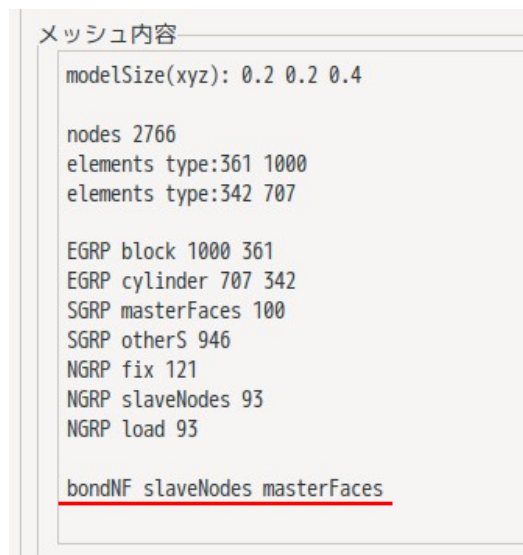 メッシュ内容
modelSize(xyz): 0.2 0.2 0.4
nodes 2766
elements type:361 1000
elements type:342 707
EGRP block 1000 361
EGRP cylinder 707 342
SGRP masterFaces 100
SGRP otherS 946
NGRP fix 121
NGRP slaveNodes 93
NGRP load 93
bondNF slaveNodes masterFaces